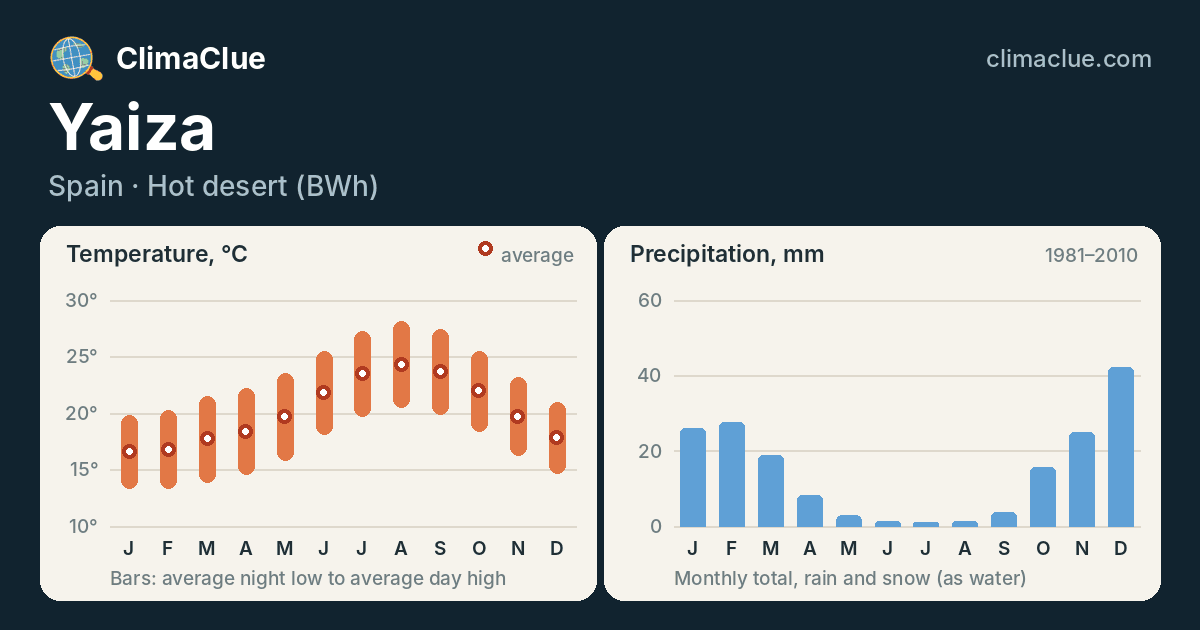 ClimaClue
climaclue.com
Yaiza
Spain · Hot desert (BWh)
Temperature, °C
average
30°
25°
20°
15°
10°
J F M A M J J A S O N D
Bars: average night low to average day high
Precipitation, mm
1981–2010
60
40
20
0
J F M A M J J A S O N D
Monthly total, rain and snow (as water)